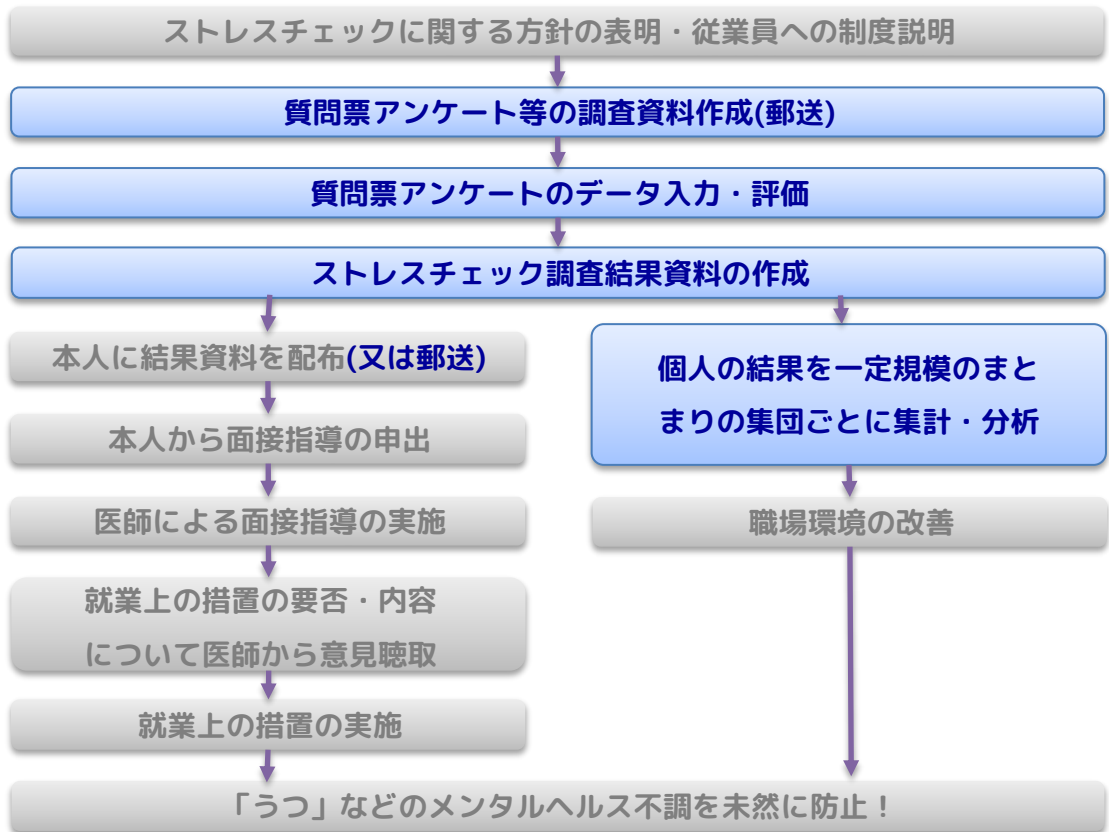 ストレスチェックに関する方針の表明・従業員への制度説明
質問票アンケート等の調査資料作成(郵送)
質問票アンケートのデータ入力・評価
ストレスチェック調査結果資料の作成
本人に結果資料を配布(又は郵送)
本人から面接指導の申出
医師による面接指導の実施
就業上の措置の要否・内容
について医師から意見聴取
就業上の措置の実施
個人の結果を一定規模のまと
まりの集団ごとに集計・分析
職場環境の改善
「うつ」などのメンタルヘルス不調を未然に防止！